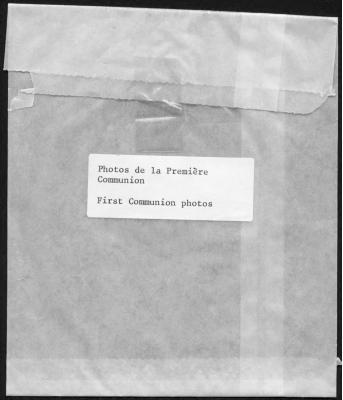 Photos de la Première
Communion
First Communion photos